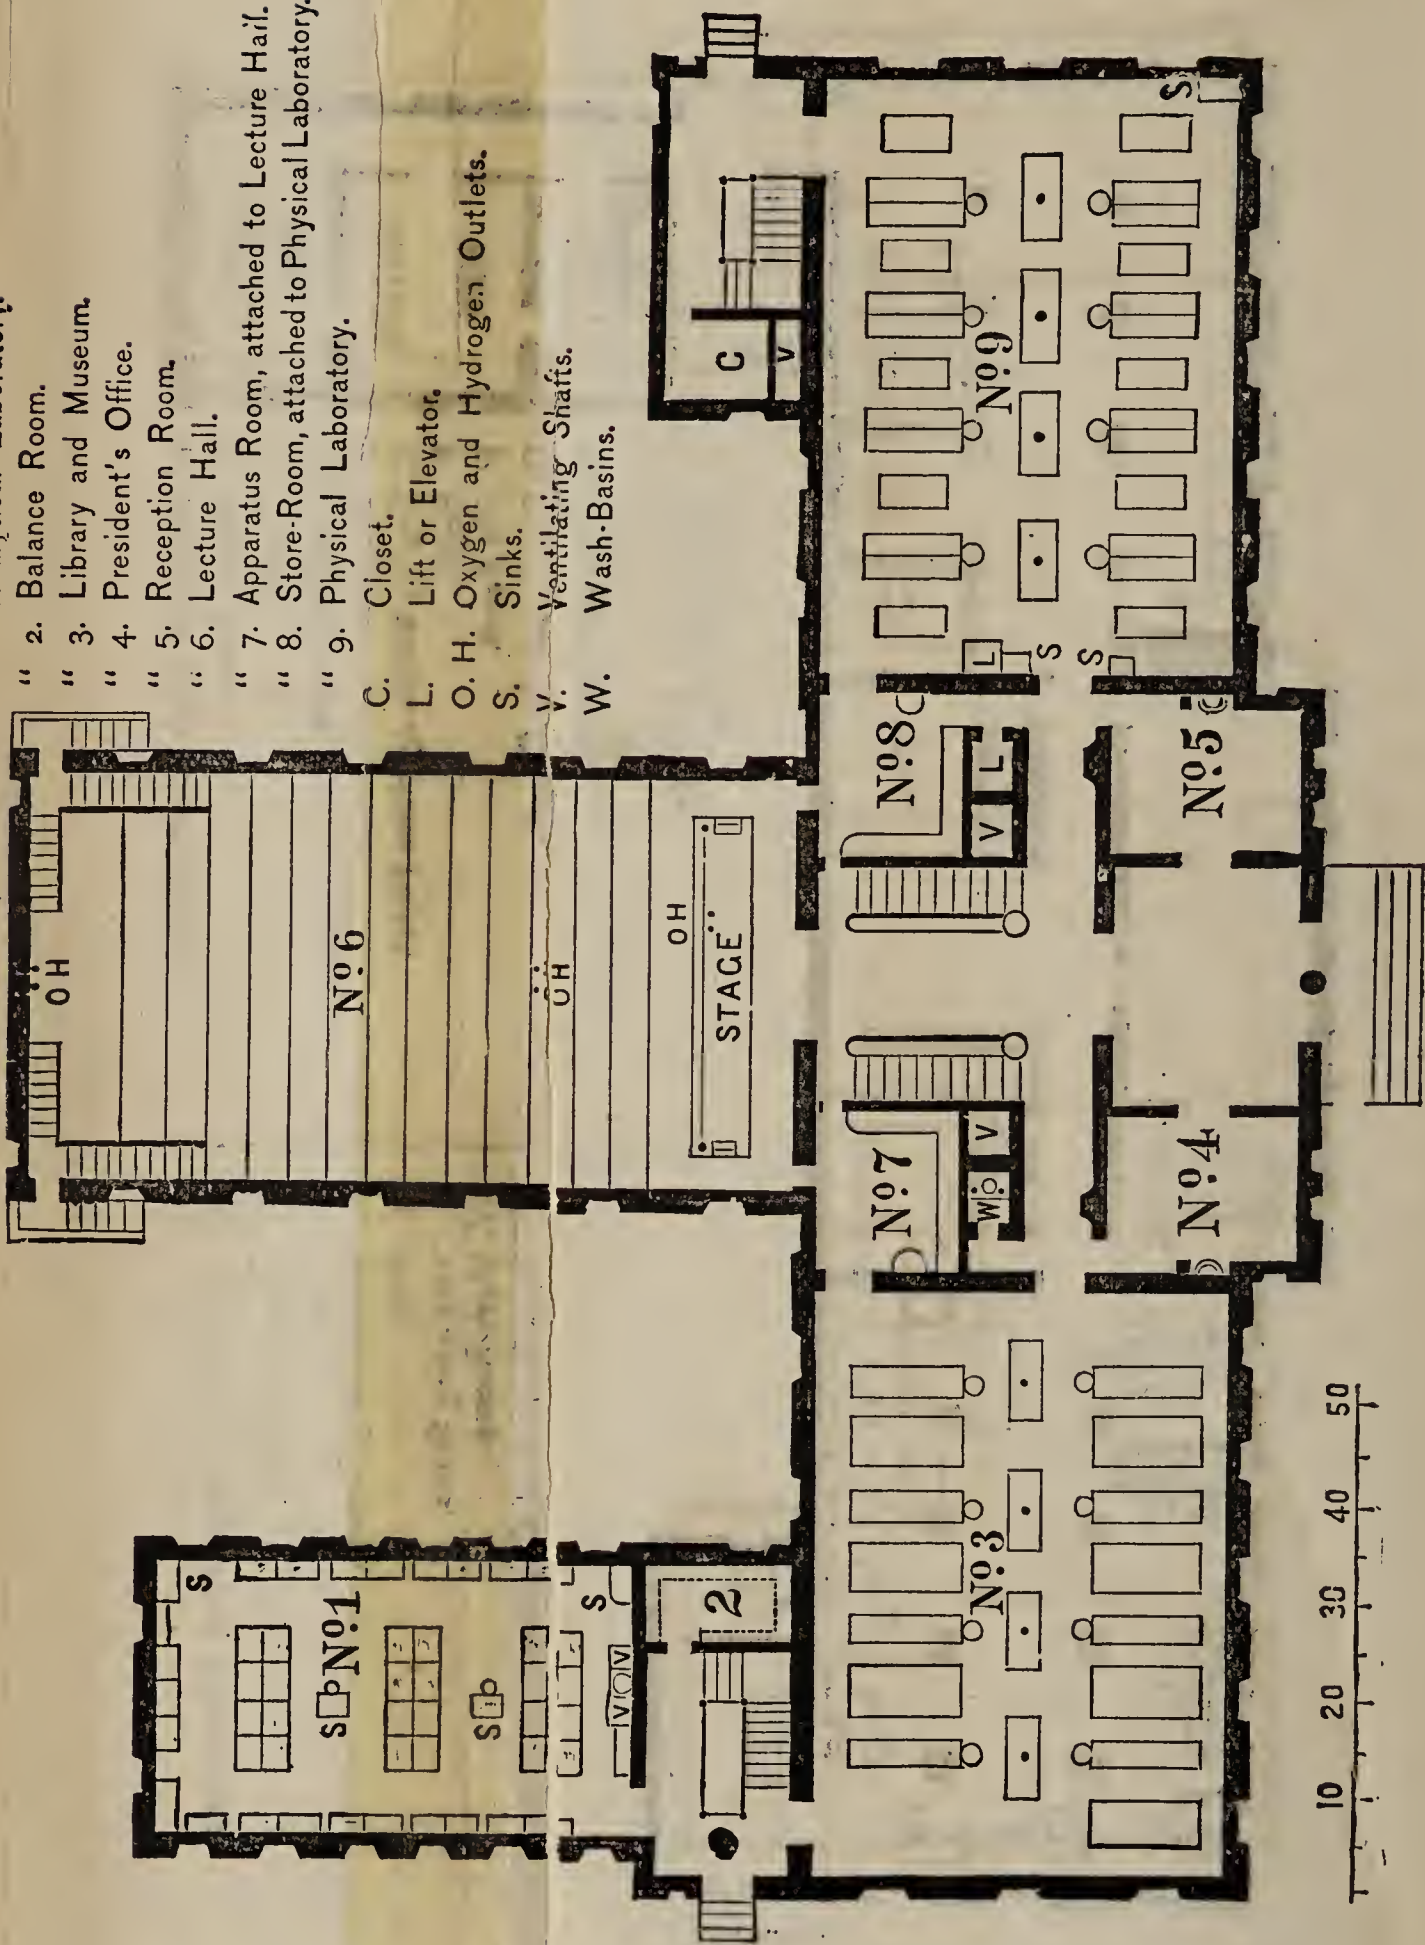 " 2. Balance Room.
" 3. Library and Museum.
" 4. President's Office.
" 5. Reception Room.
" 6. Lecture Hall.
" 7. Apparatus Room, attached to Lecture Hall.
" 8. Store-Room, attached to Physical Laboratory.
" 9. Physical Laboratory.
C. Closet.
L. Lift or Elevator.
O. H. Oxygen and Hydrogen Outlets.
S. Sinks.
V. Ventilating Shafts.
W. Wash-Basins.
O H
Nº 6
O H
O H
STAGE
S
S
Nº 1
S
S
V
V
2
C
V
Nº 7
W
V
Nº 8
V
L
L
S
S
S
Nº 9
Nº 3
Nº 4
Nº 5
10 20 30 40 50